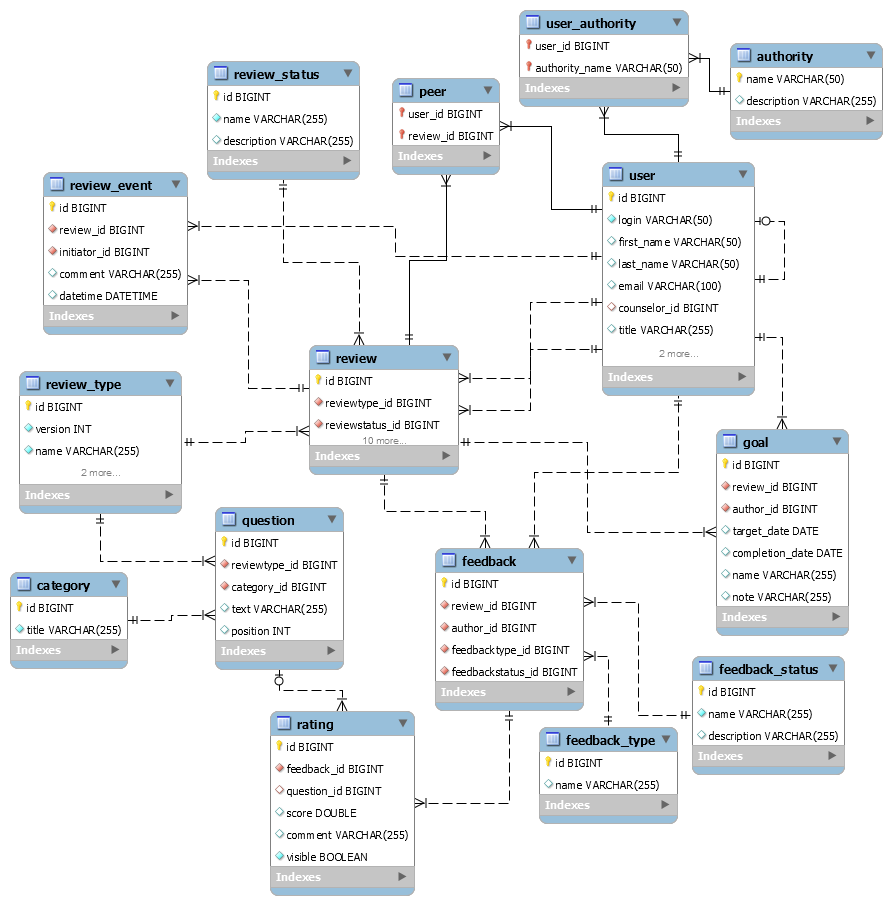 user_authority
user_id BIGINT
authority_name VARCHAR(50)
Indexes
authority
name VARCHAR(50)
description VARCHAR(255)
Indexes
review_status
id BIGINT
name VARCHAR(255)
description VARCHAR(255)
Indexes
peer
user_id BIGINT
review_id BIGINT
Indexes
user
id BIGINT
login VARCHAR(50)
first_name VARCHAR(50)
last_name VARCHAR(50)
email VARCHAR(100)
counselor_id BIGINT
title VARCHAR(255)
2 more...
Indexes
review_event
id BIGINT
review_id BIGINT
initiator_id BIGINT
comment VARCHAR(255)
datetime DATETIME
Indexes
review
id BIGINT
reviewtype_id BIGINT
reviewstatus_id BIGINT
10 more...
Indexes
review_type
id BIGINT
version INT
name VARCHAR(255)
2 more...
Indexes
goal
id BIGINT
review_id BIGINT
author_id BIGINT
target_date DATE
completion_date DATE
name VARCHAR(255)
note VARCHAR(255)
Indexes
question
id BIGINT
reviewtype_id BIGINT
category_id BIGINT
text VARCHAR(255)
position INT
Indexes
category
id BIGINT
title VARCHAR(255)
Indexes
feedback
id BIGINT
review_id BIGINT
author_id BIGINT
feedbacktype_id BIGINT
feedbackstatus_id BIGINT
Indexes
feedback_status
id BIGINT
name VARCHAR(255)
description VARCHAR(255)
Indexes
rating
id BIGINT
feedback_id BIGINT
question_id BIGINT
score DOUBLE
comment VARCHAR(255)
visible BOOLEAN
Indexes
feedback_type
id BIGINT
name VARCHAR(255)
Indexes